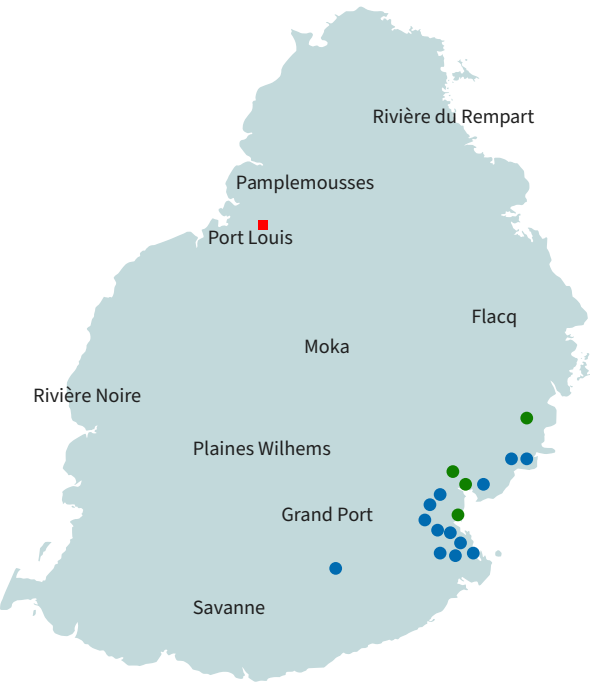 Rivière du Rempart
Pamplemousses
Port Louis
Flacq
Moka
Rivière Noire
Plaines Wilhems
Grand Port
Savanne